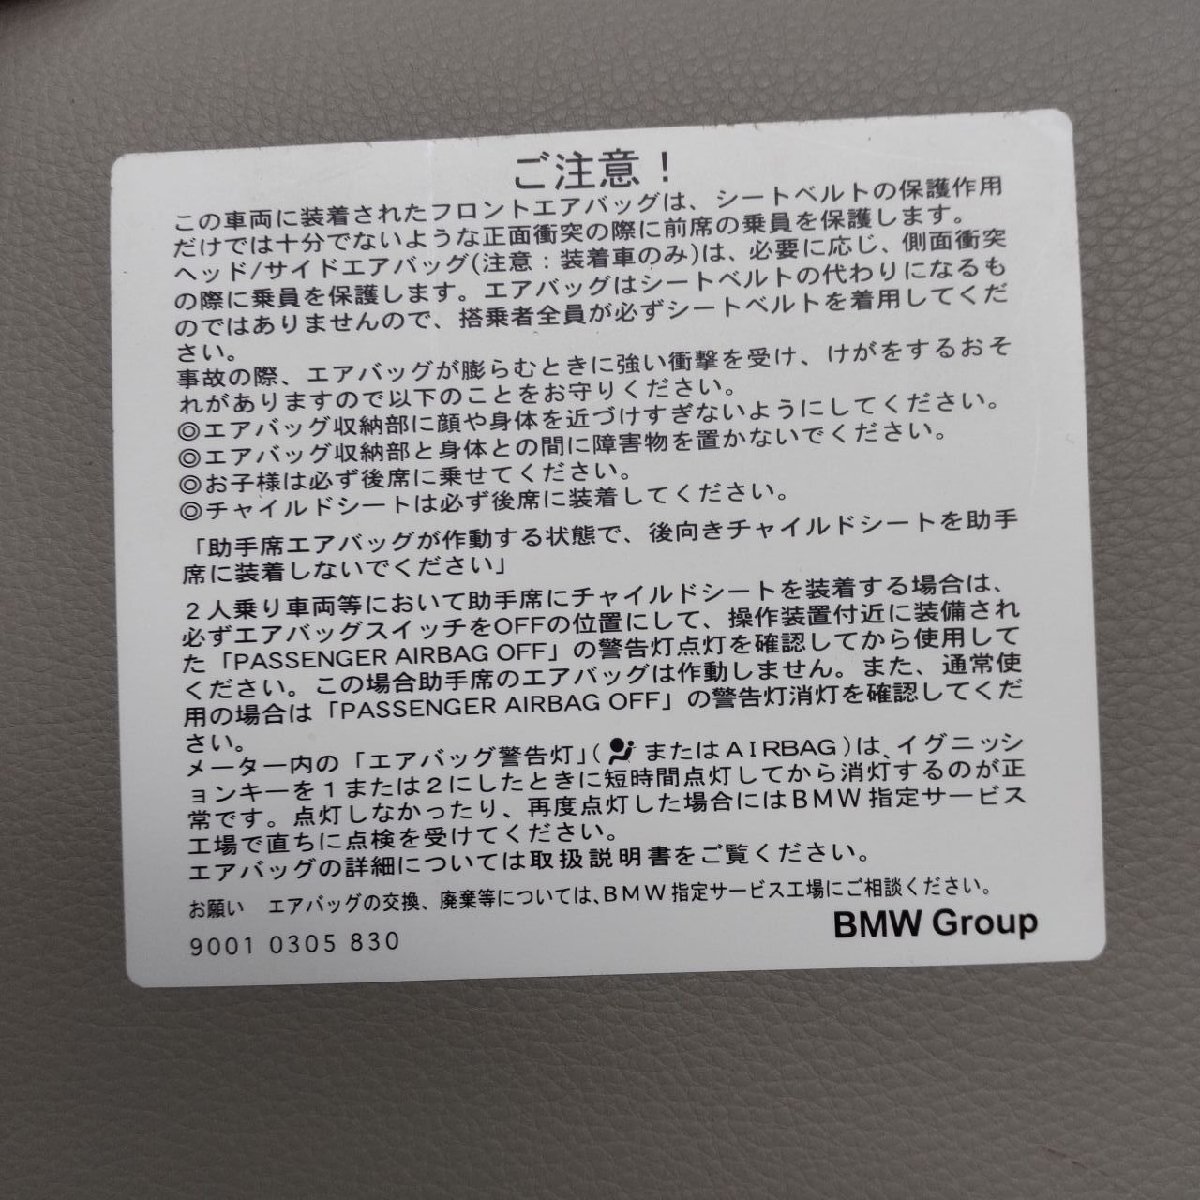 ご注意！
この車両に装着されたフロントエアバッグは、シートベルトの保護作用
だけでは十分でないような正面衝突の際に前席の乗員を保護します。
ヘッド/サイドエアバッグ(注意：装着車のみ)は、必要に応じ、側面衝突
の際に乗員を保護します。エアバッグはシートベルトの代わりになるも
のではありませんので、搭乗者全員が必ずシートベルトを着用してくだ
さい。
事故の際、エアバッグが膨らむときに強い衝撃を受け、けがをするおそ
れがありますので以下のことをお守りください。
◎エアバッグ収納部に顔や身体を近づけすぎないようにしてください。
◎エアバッグ収納部と身体との間に障害物を置かないでください。
◎お子様は必ず後席に乗せてください。
◎チャイルドシートは必ず後席に装着してください。
「助手席エアバッグが作動する状態で、後向きチャイルドシートを助手
席に装着しないでください」
２人乗り車両等において助手席にチャイルドシートを装着する場合は、
必ずエアバッグスイッチをOFFの位置にして、操作装置付近に装備され
た「PASSENGER AIRBAG OFF」の警告灯点灯を確認してから使用して
ください。この場合助手席のエアバッグは作動しません。また、通常使
用の場合は「PASSENGER AIRBAG OFF」の警告灯消灯を確認してくだ
さい。
メーター内の「エアバッグ警告灯」( またはAIRBAG)は、イグニッシ
ョンキーを１または２にしたときに短時間点灯してから消灯するのが正
常です。点灯しなかったり、再度点灯した場合にはBMW指定サービス
工場で直ちに点検を受けてください。
エアバッグの詳細については取扱説明書をご覧ください。
お願い エアバッグの交換、廃棄等については、BMW指定サービス工場にご相談ください。
9001 0305 830
BMW Group